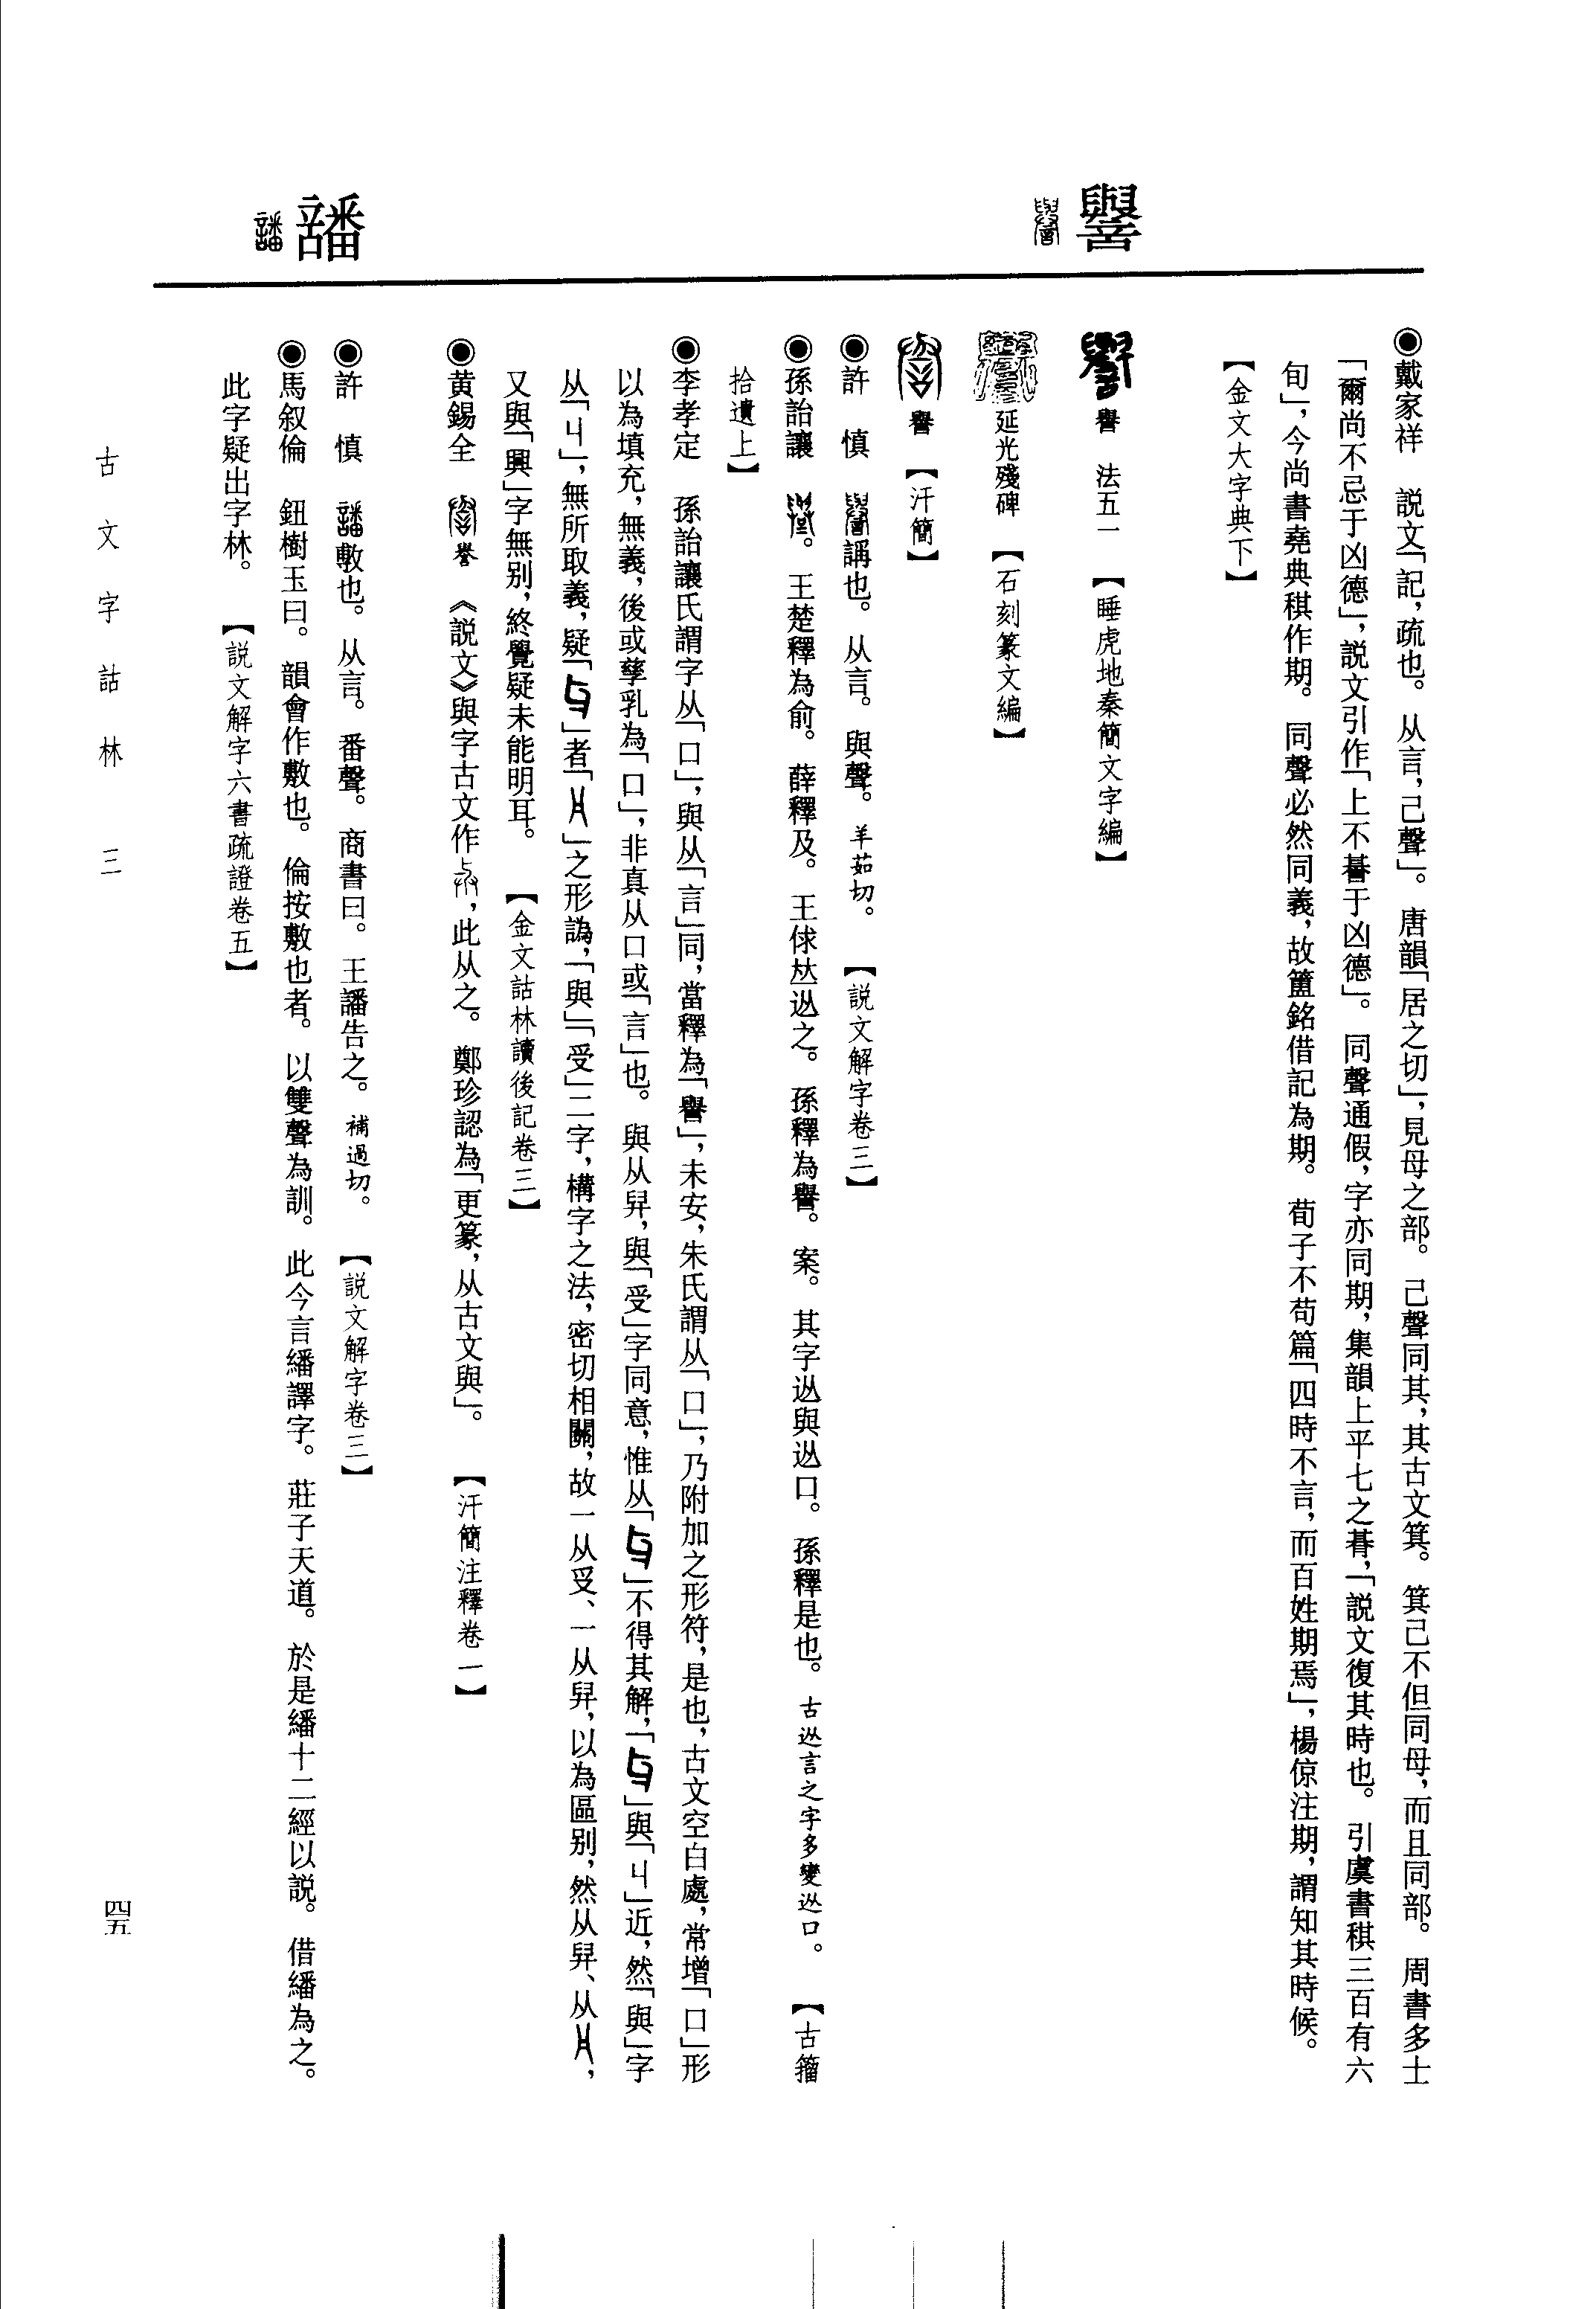 譽
◉戴家祥　説文「記，疏也。从言，己聲」。唐韻「居之切」，見母之部。己聲同其，其古文箕。箕己不但同母，而且同部。周書多士
「爾尚不忌于凶德」，説文引作「上不諅于凶德」。同聲通假，字亦同期，集韻上平七之朞，「説文復其時也。引虞書稘三百有六
旬」，今尚書堯典稘作期。同聲必然同義，故簠銘借記為期。荀子不苟篇「四時不言，而百姓期焉」，楊倞注期，謂知其時候。
【金文大字典下】
譽　法五一　【睡虎地秦簡文字編】
延光殘碑　【石刻篆文編】
譽　【汗簡】
◉許　慎　稱也。从言。與聲。羊茹切。　【説文解字卷三】
◉孫詒讓　。王楚釋為俞。薛釋及。王俅𠀤从之。孫釋為譽。案。其字从與从口。孫釋是也。古从言之字多變从口。　【古籀
拾遺上】
◉李孝定　孫詒讓氏謂字从「口」，與从「言」同，當釋為「譽」，未安，朱氏謂从「口」，乃附加之形符，是也，古文空白處，常增「口」形
以為填充，無義，後或孳乳為「口」，非真从口或「言」也。與从舁，與「受」字同意，惟从「」不得其解，「」與「丩」近，然「與」字
从「丩」，無所取義，疑「」者「」之形譌，「與」「受」二字，構字之法，密切相關，故一从𠬪、一从舁，以為區别，然从舁、从，
又與「興」字無别，終覺疑未能明耳。　【金文詁林讀後記卷三】
◉黄錫全　譽　《説文》與字古文作，此从之。鄭珍認為「更篆，从古文與」。　【汗簡注釋卷一】
譒
◉許　慎　敷也。从言。番聲。商書曰。王譒告之。補過切。　【説文解字卷三】
◉馬叙倫　鈕樹玉曰。韻會作敷也。倫按敷也者。以雙聲為訓。此今言繙譯字。莊子天道。於是繙十二經以説。借繙為之。
此字疑出字林。　【説文解字六書疏證卷五】
古文字詁林　三
四五